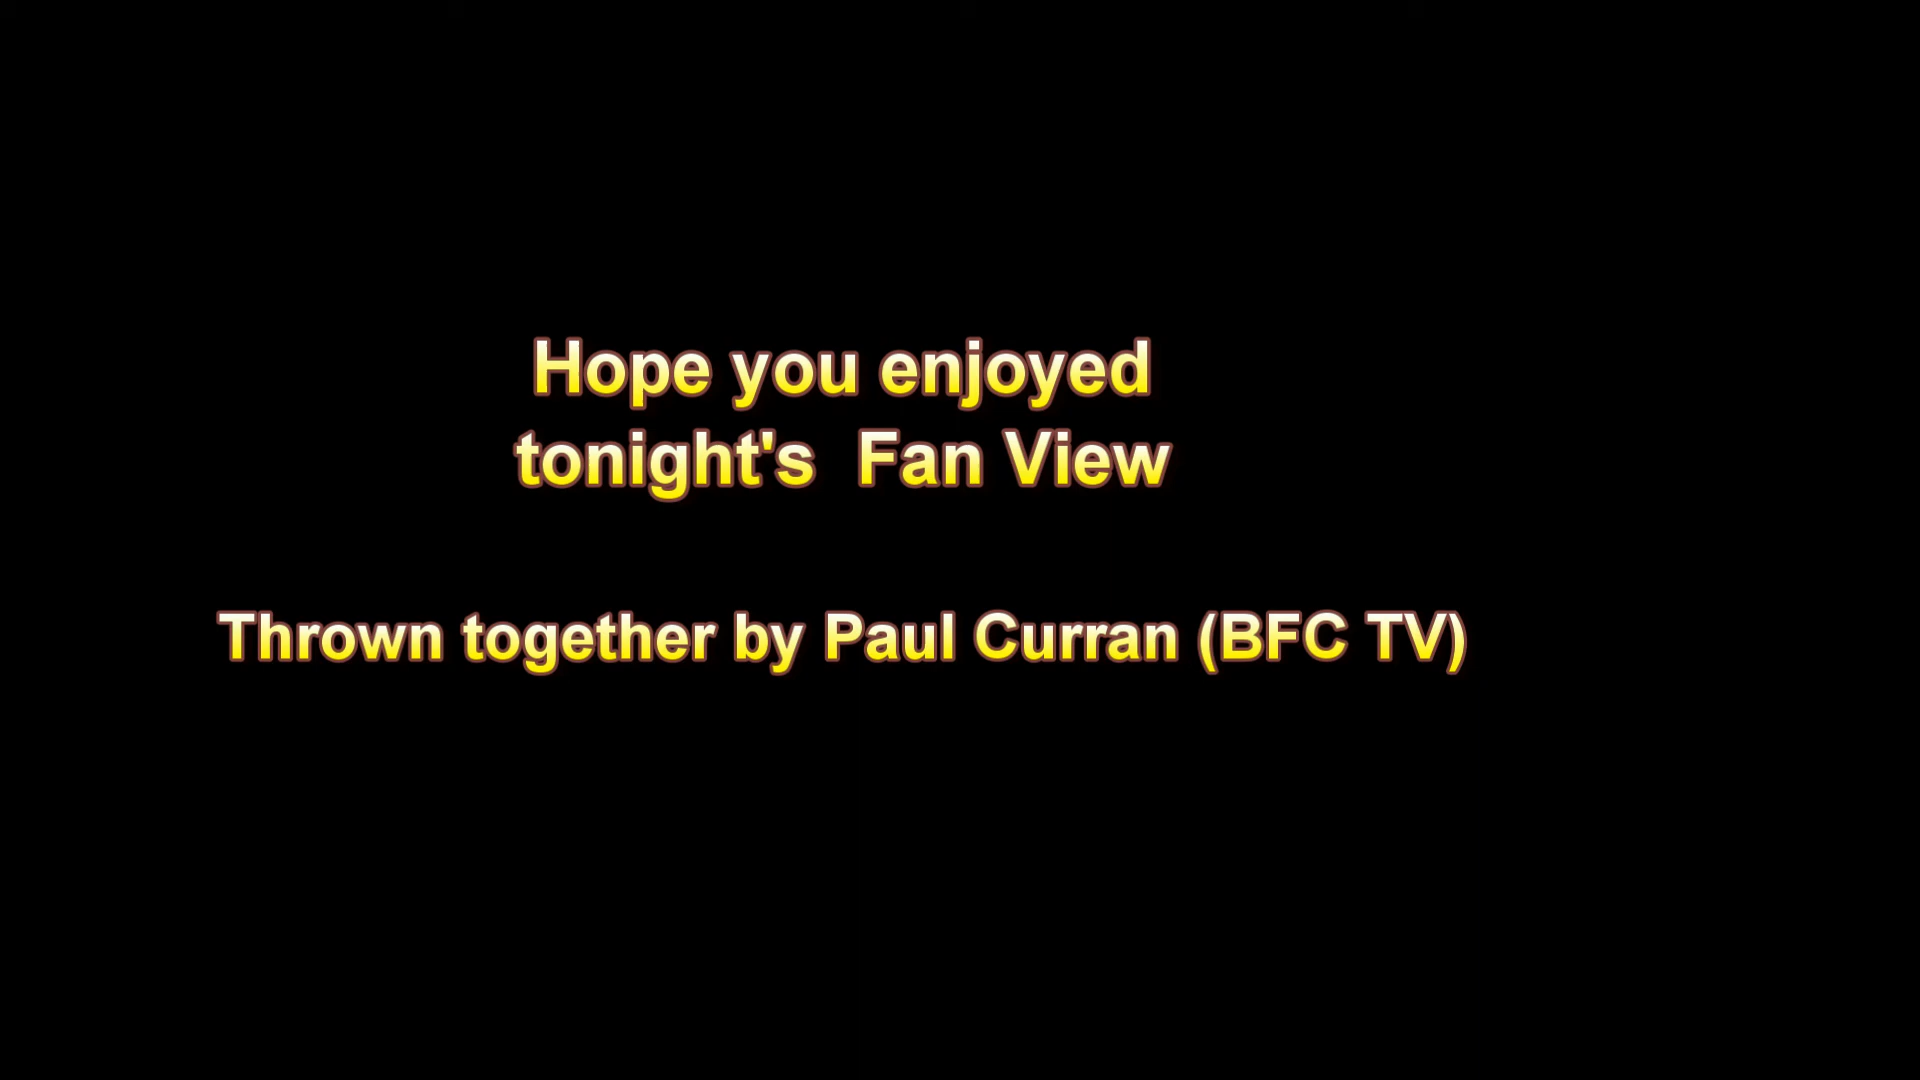 Hope you enjoyed
tonight's  Fan View
Thrown together by Paul Curran (BFC TV)